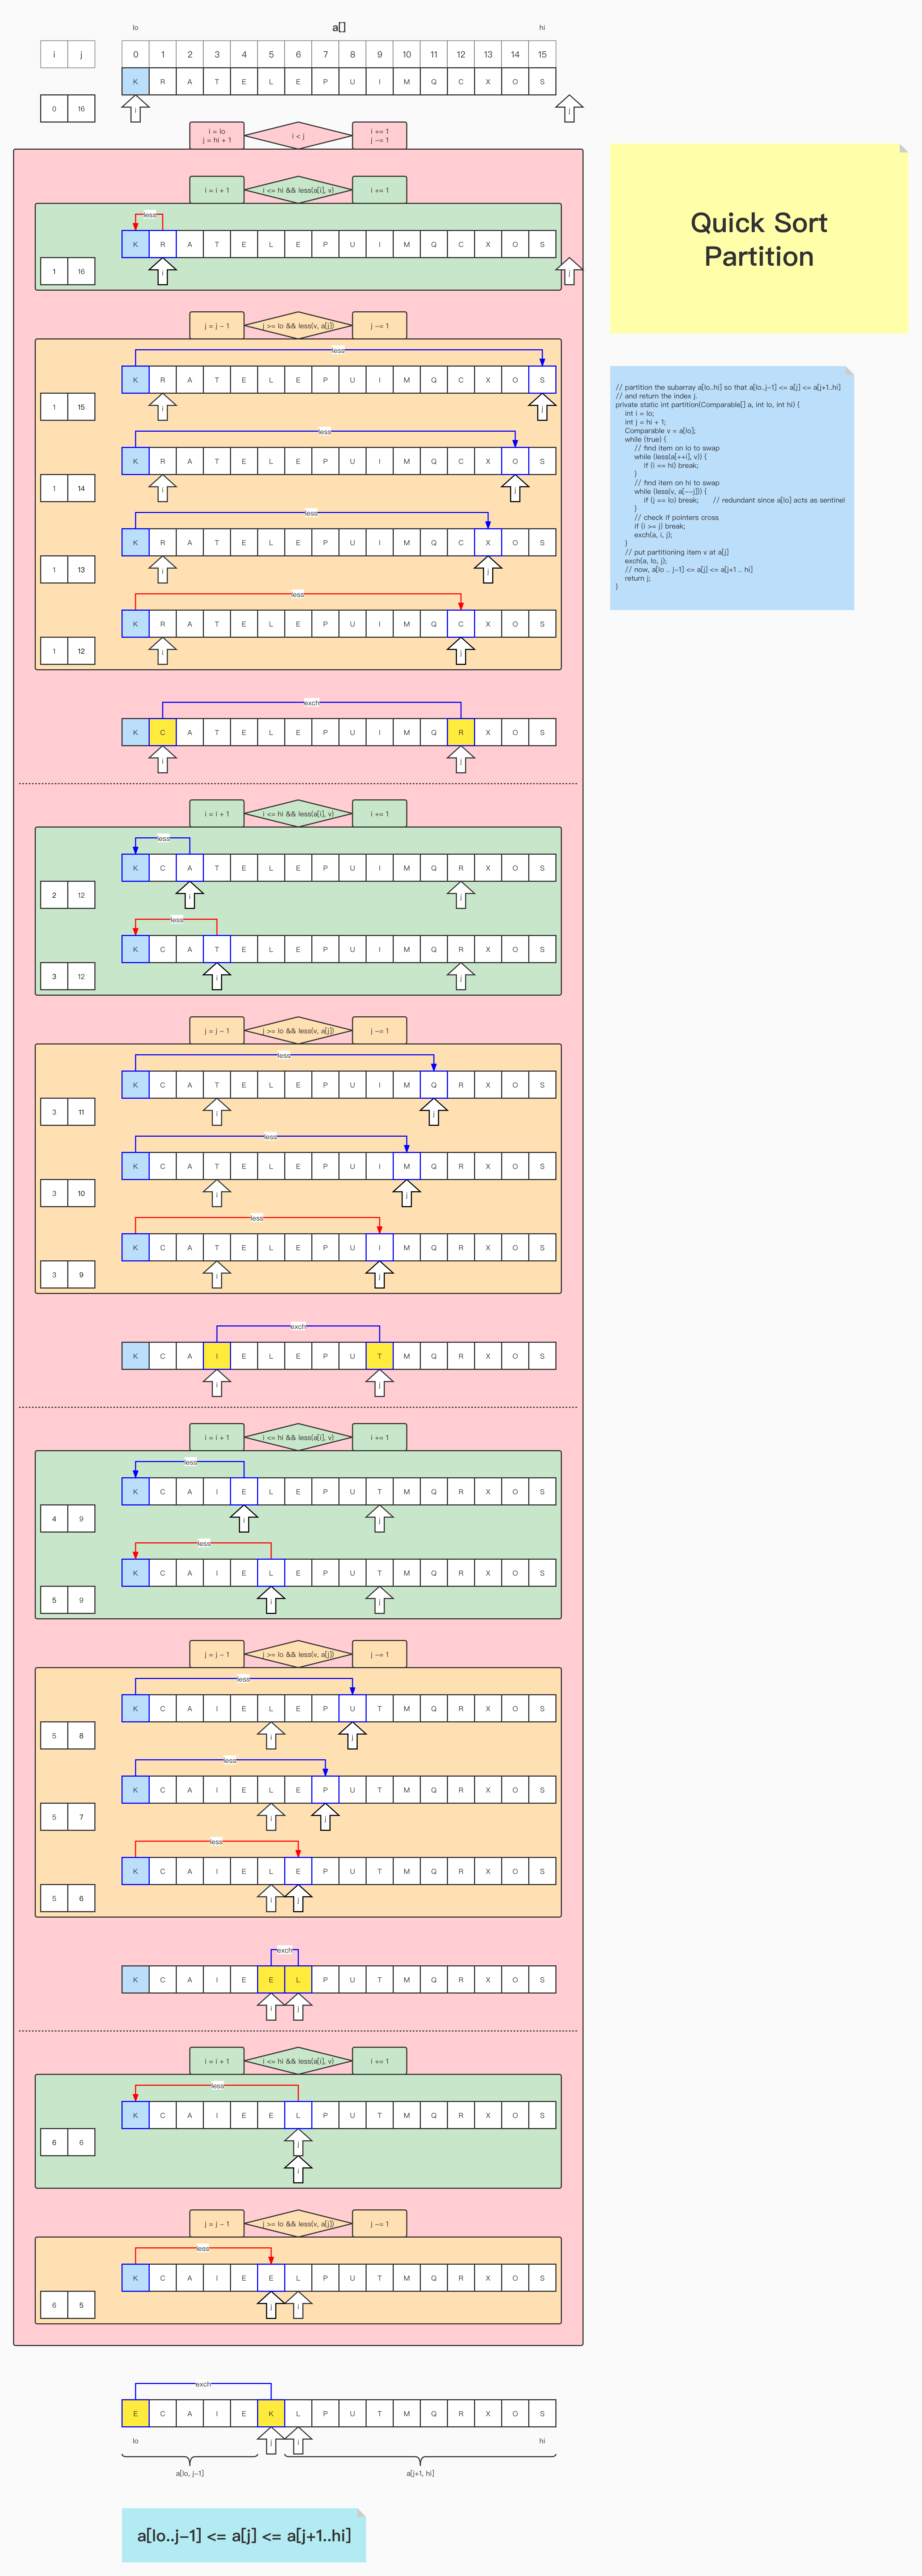 lo a[] hi
i j 0 1 2 3 4 5 6 7 8 9 10 11 12 13 14 15
K R A T E L E P U I M Q C X O S
0 16 i j
i = lo
j = hi + 1
i < j
i += 1
j -= 1
i = i + 1 i <= hi && less(a[i], v) i += 1
less
K R A T E L E P U I M Q C X O S
1 16 i j
j = j - 1 j >= lo && less(v, a[j]) j -= 1
less
K R A T E L E P U I M Q C X O S
1 15 i j
less
K R A T E L E P U I M Q C X O S
1 14 i j
less
K R A T E L E P U I M Q C X O S
1 13 i j
less
K R A T E L E P U I M Q C X O S
1 12 i j
exch
K C A T E L E P U I M Q R X O S
i j
i = i + 1 i <= hi && less(a[i], v) i += 1
less
K C A T E L E P U I M Q R X O S
2 12 i j
less
K C A T E L E P U I M Q R X O S
3 12 i j
j = j - 1 j >= lo && less(v, a[j]) j -= 1
less
K C A T E L E P U I M Q R X O S
3 11 i j
less
K C A T E L E P U I M Q R X O S
3 10 i j
less
K C A T E L E P U I M Q R X O S
3 9 i j
exch
K C A I E L E P U T M Q R X O S
i j
i = i + 1 i <= hi && less(a[i], v) i += 1
less
K C A I E L E P U T M Q R X O S
4 9 i j
less
K C A I E L E P U T M Q R X O S
5 9 i j
j = j - 1 j >= lo && less(v, a[j]) j -= 1
less
K C A I E L E P U T M Q R X O S
5 8 i j
less
K C A I E L E P U T M Q R X O S
5 7 i j
less
K C A I E L E P U T M Q R X O S
5 6 i j
exch
K C A I E E L P U T M Q R X O S
i j
i = i + 1 i <= hi && less(a[i], v) i += 1
less
K C A I E E L P U T M Q R X O S
6 6 j
i
j = j - 1 j >= lo && less(v, a[j]) j -= 1
less
K C A I E E L P U T M Q R X O S
6 5 j i
exch
E C A I E K L P U T M Q R X O S
lo j i hi
a[lo, j-1] a[j+1, hi]
a[lo..j-1] <= a[j] <= a[j+1..hi]
Quick Sort
Partition
// partition the subarray a[lo..hi] so that a[lo..j-1] <= a[j] <= a[j+1..hi]
// and return the index j.
private static int partition(Comparable[] a, int lo, int hi) {
int i = lo;
int j = hi + 1;
Comparable v = a[lo];
while (true) {
// find item on lo to swap
while (less(a[++i], v)) {
if (i == hi) break;
}
// find item on hi to swap
while (less(v, a[--j])) {
if (j == lo) break; // redundant since a[lo] acts as sentinel
}
// check if pointers cross
if (i >= j) break;
exch(a, i, j);
}
// put partitioning item v at a[j]
exch(a, lo, j);
// now, a[lo .. j-1] <= a[j] <= a[j+1 .. hi]
return j;
}